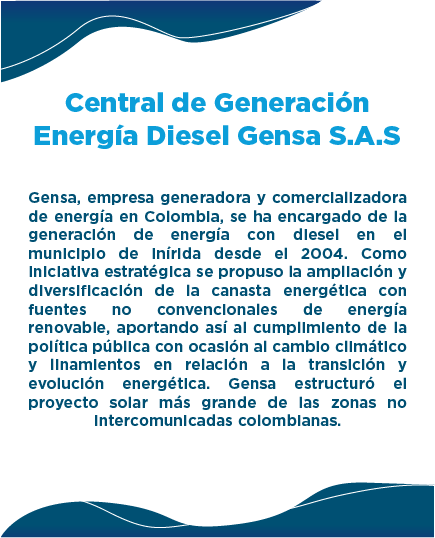 Central de Generación
Energía Diesel Gensa S.A.S
Gensa, empresa generadora y comercializadora
de energía en Colombia, se ha encargado de la
generación de energía con diesel en el
municipio de Inírida desde el 2004. Como
iniciativa estratégica se propuso la ampliación y
diversificación de la canasta energética con
fuentes no convencionales de energía
renovable, aportando así al cumplimiento de la
política pública con ocasión al cambio climático
y linamientos en relación a la transición y
evolución energética. Gensa estructuró el
proyecto solar más grande de las zonas no
intercomunicadas colombianas.